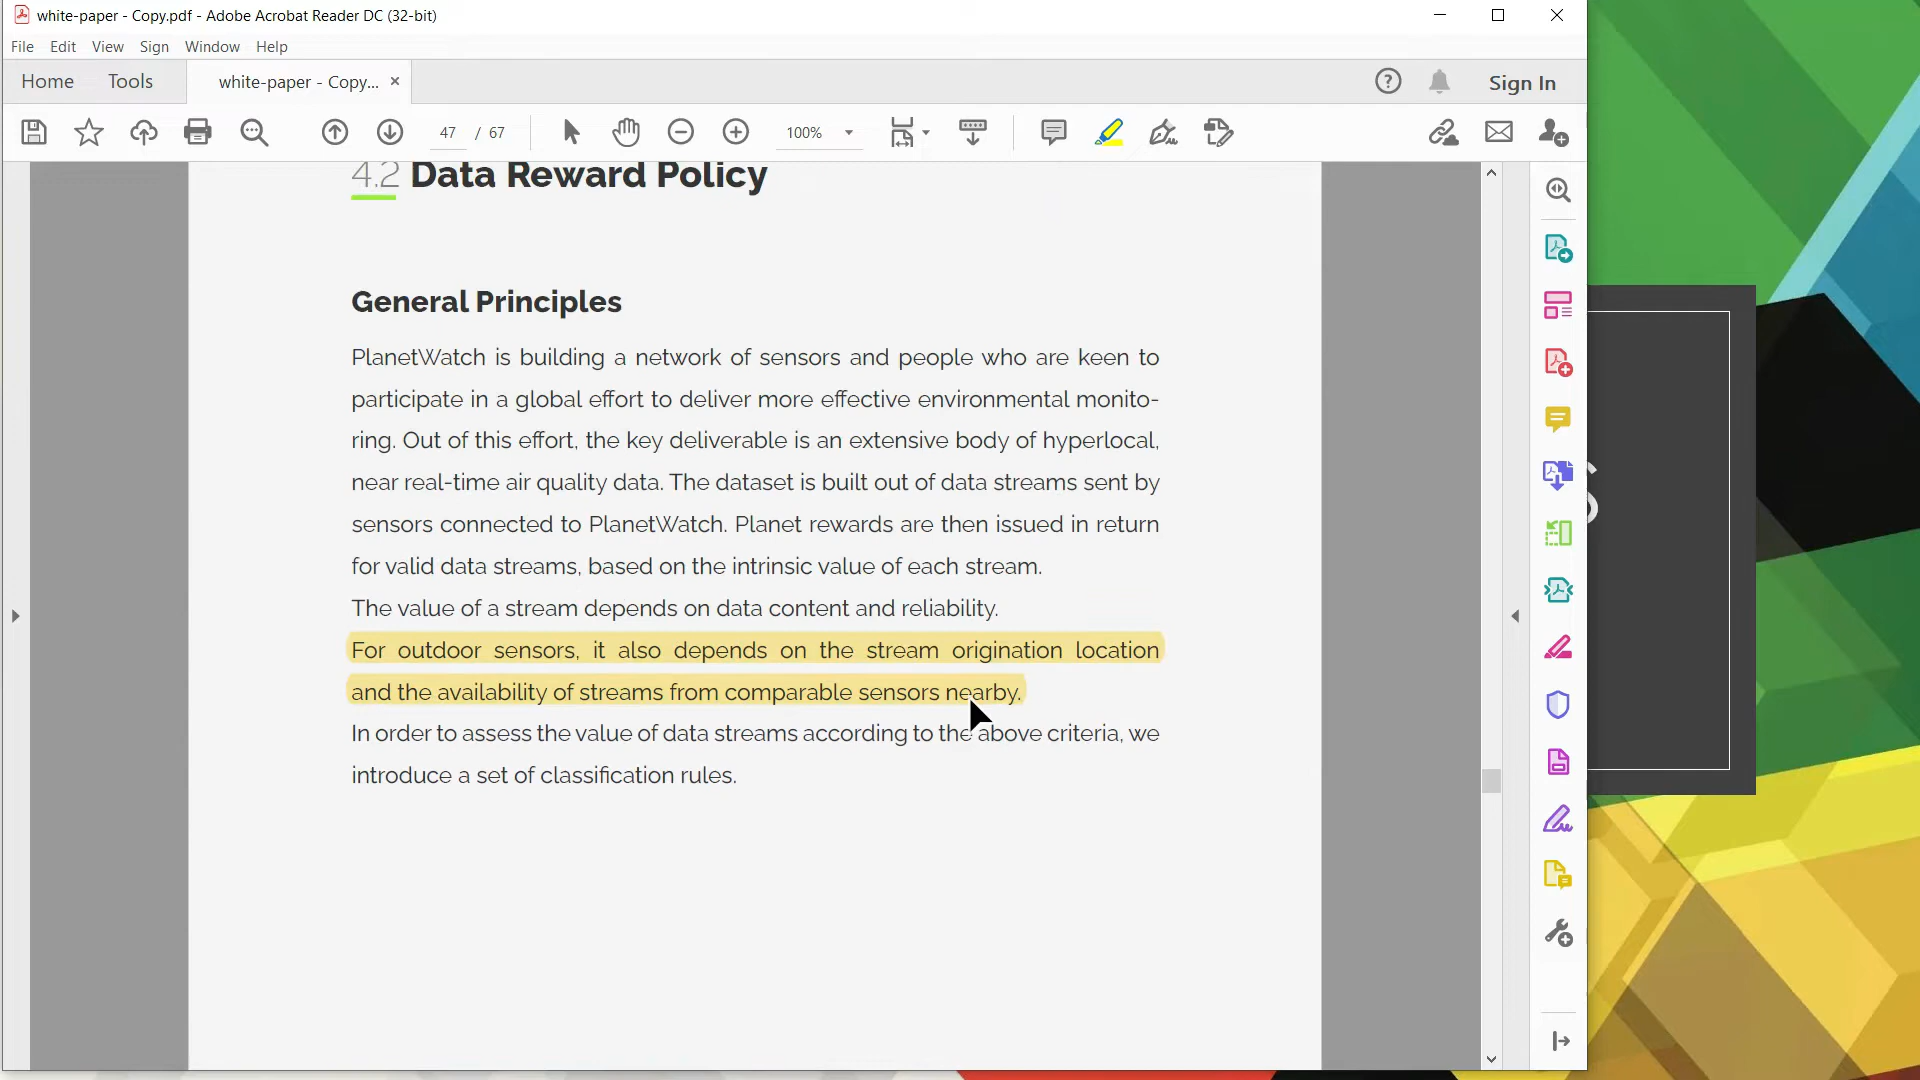 white-paper - Copy.pdf - Adobe Acrobat Reader DC (32-bit)
File Edit View Sign Window Help
Home Tools white-paper - Copy... × Sign In
47 / 67 100%
4.2 Data Reward Policy
General Principles
PlanetWatch is building a network of sensors and people who are keen to
participate in a global effort to deliver more effective environmental monito-
ring. Out of this effort, the key deliverable is an extensive body of hyperlocal,
near real-time air quality data. The dataset is built out of data streams sent by
sensors connected to PlanetWatch. Planet rewards are then issued in return
for valid data streams, based on the intrinsic value of each stream.
The value of a stream depends on data content and reliability.
For outdoor sensors, it also depends on the stream origination location
and the availability of streams from comparable sensors nearby.
In order to assess the value of data streams according to the above criteria, we
introduce a set of classification rules.